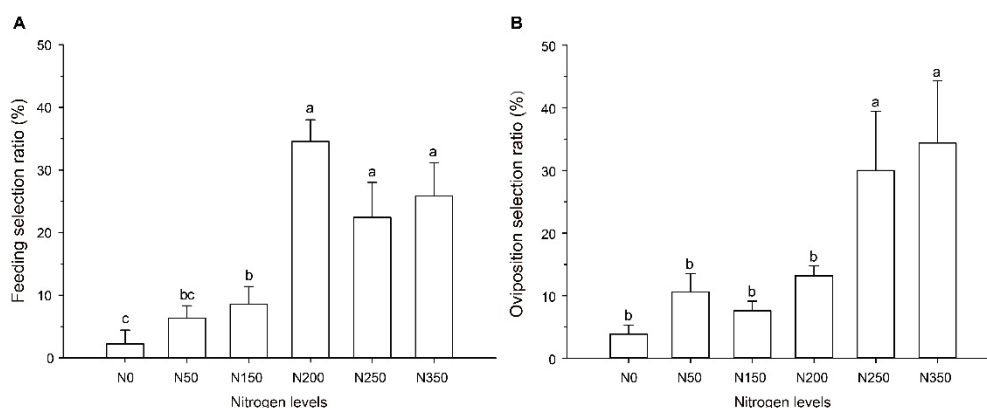 A
Feeding selection ratio (%)
50
40
30
20
10
0
c
bc
b
a
a
a
N0 N50 N150 N200 N250 N350
Nitrogen levels
B
Oviposition selection ratio (%)
50
40
30
20
10
0
b
b
b
b
a
a
N0 N50 N150 N200 N250 N350
Nitrogen levels